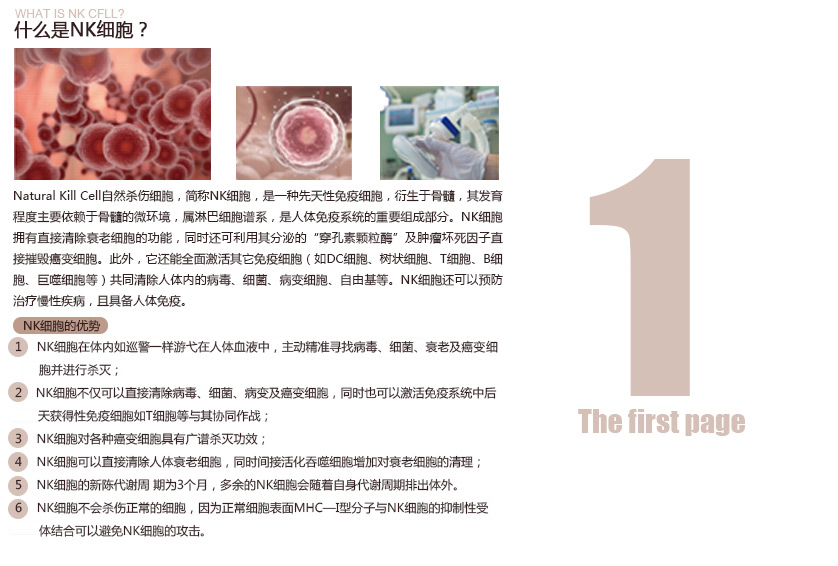 WHAT IS NK CFLL?
什么是NK细胞？
Natural Kill Cell自然杀伤细胞，简称NK细胞，是一种先天性免疫细胞，衍生于骨髓，其发育
程度主要依赖于骨髓的微环境，属淋巴细胞谱系，是人体免疫系统的重要组成部分。NK细胞
拥有直接清除衰老细胞的功能，同时还可利用其分泌的“穿孔素颗粒酶”及肿瘤坏死因子直
接摧毁癌变细胞。此外，它还能全面激活其它免疫细胞（如DC细胞、树状细胞、T细胞、B细
胞、巨噬细胞等）共同清除人体内的病毒、细菌、病变细胞、自由基等。NK细胞还可以预防
治疗慢性疾病，且具备人体免疫。
NK细胞的优势
1 NK细胞在体内如巡警一样游弋在人体血液中，主动精准寻找病毒、细菌、衰老及癌变细
胞并进行杀灭；
2 NK细胞不仅可以直接清除病毒、细菌、病变及癌变细胞，同时也可以激活免疫系统中后
天获得性免疫细胞如T细胞等与其协同作战；
3 NK细胞对各种癌变细胞具有广谱杀灭功效；
4 NK细胞可以直接清除人体衰老细胞，同时间接活化吞噬细胞增加对衰老细胞的清理；
5 NK细胞的新陈代谢周 期为3个月，多余的NK细胞会随着自身代谢周期排出体外。
6 NK细胞不会杀伤正常的细胞，因为正常细胞表面MHC—I型分子与NK细胞的抑制性受
体结合可以避免NK细胞的攻击。
1
The first page